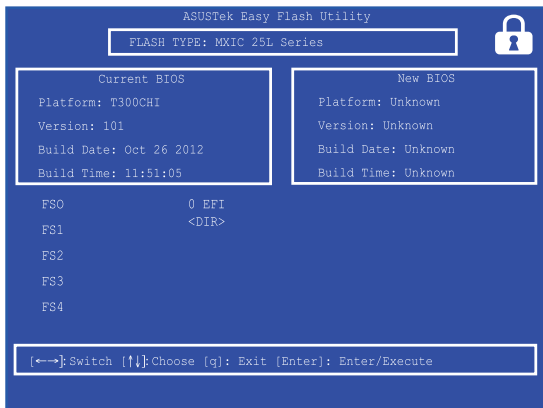 ASUSTek Easy Flash Utility
FLASH TYPE: MXIC 25L Series
Current BIOS
Platform: T300CHI
Version: 101
Build Date: Oct 26 2012
Build Time: 11:51:05
New BIOS
Platform: Unknown
Version: Unknown
Build Date: Unknown
Build Time: Unknown
FSO 0 EFI
FS1 <DIR>
FS2
FS3
FS4
[←→]:Switch [↑↓]:Choose [q]: Exit [Enter]: Enter/Execute